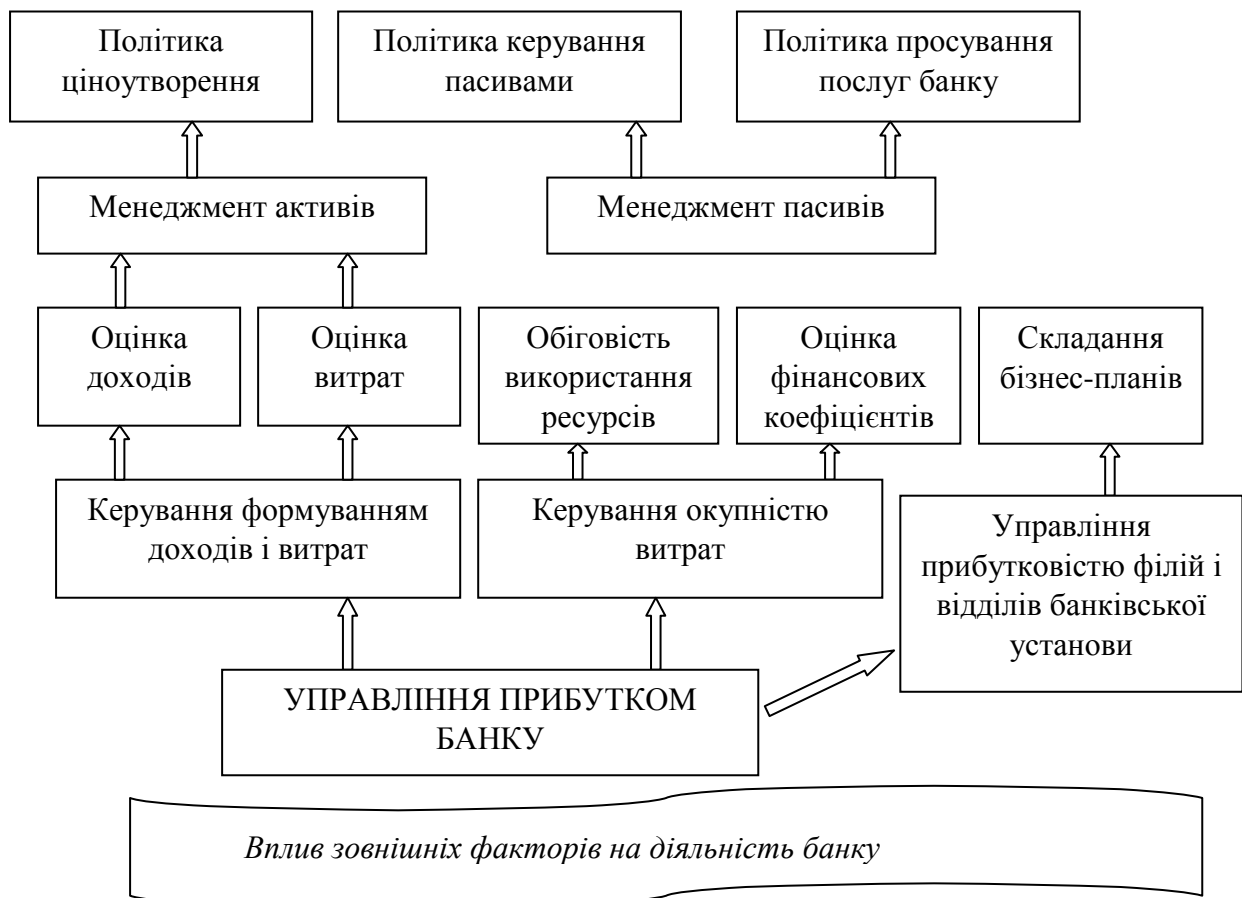 Політика
ціноутворення
Політика керування
пасивами
Політика просування
послуг банку
Менеджмент активів
Менеджмент пасивів
Оцінка
доходів
Оцінка
витрат
Обіговість
використання
ресурсів
Оцінка
фінансових
коефіцієнтів
Складання
бізнес-планів
Керування формуванням
доходів і витрат
Керування окупністю
витрат
Управління
прибутковістю філій і
відділів банківської
установи
УПРАВЛІННЯ ПРИБУТКОМ
БАНКУ
Вплив зовнішніх факторів на діяльність банку